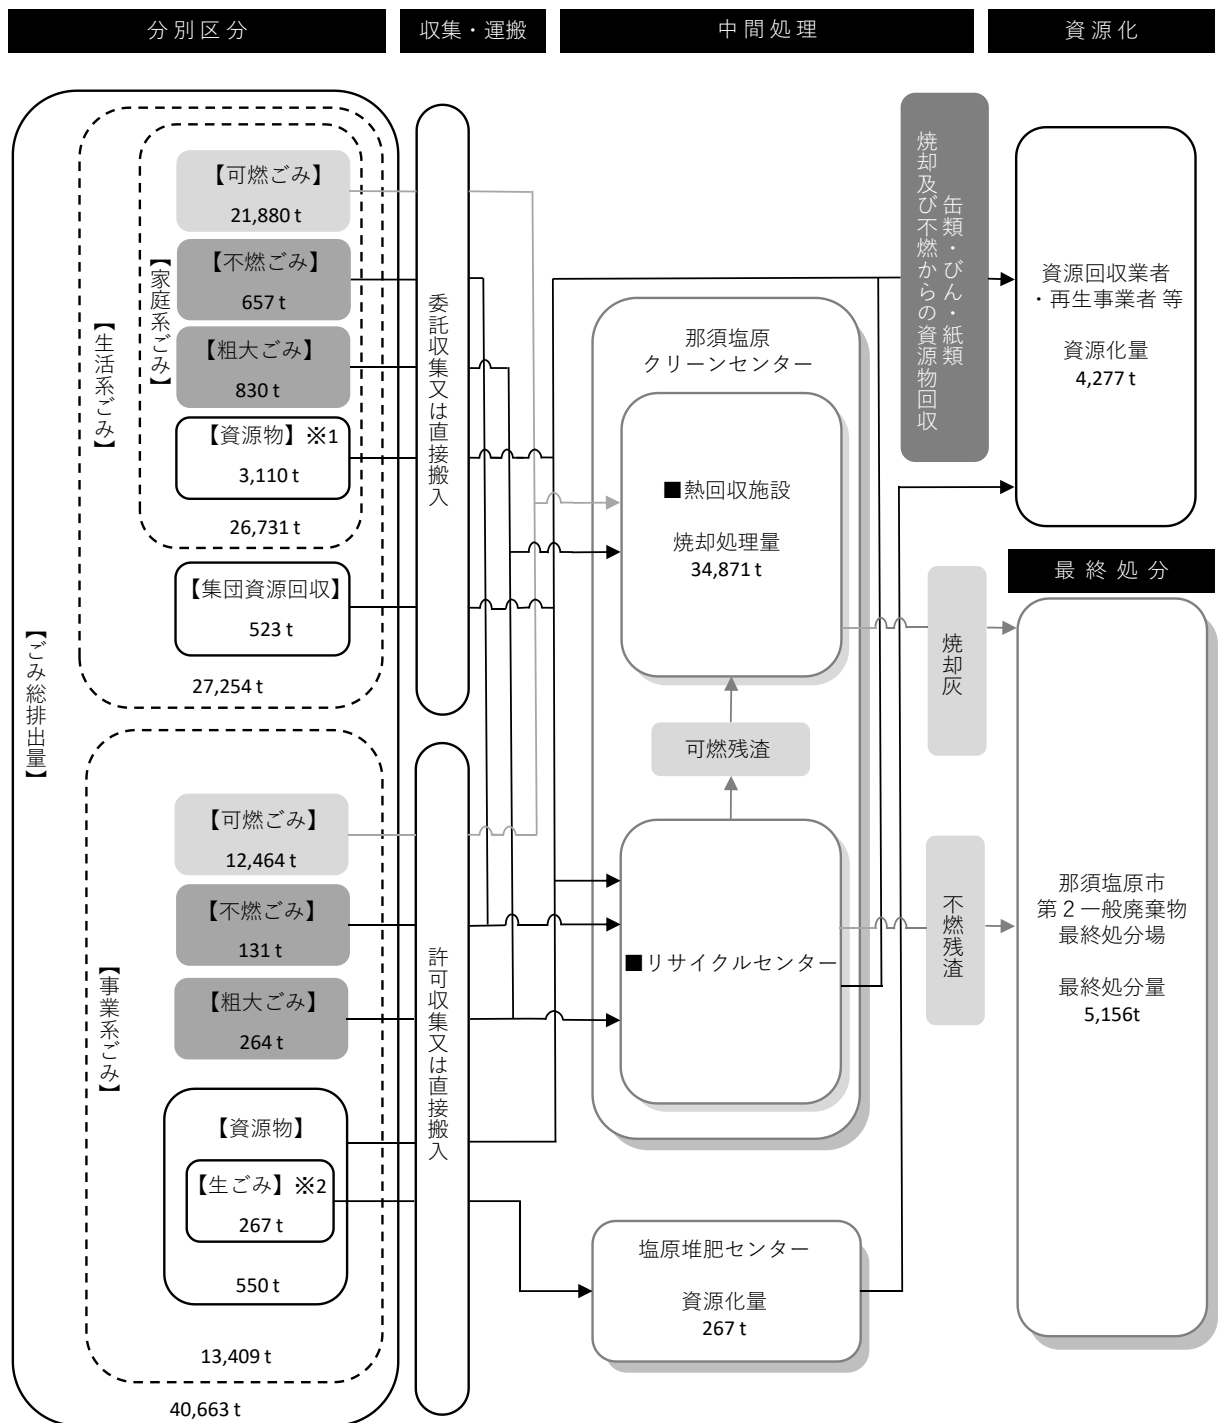 分別区分
収集・運搬
中間処理
資源化
【ごみ総排出量】
【生活系ごみ】
【家庭系ごみ】
【可燃ごみ】
21,880 t
【不燃ごみ】
657 t
【粗大ごみ】
830 t
【資源物】※1
3,110 t
26,731 t
【集団資源回収】
523 t
27,254 t
【事業系ごみ】
【可燃ごみ】
12,464 t
【不燃ごみ】
131 t
【粗大ごみ】
264 t
【資源物】
【生ごみ】※2
267 t
550 t
13,409 t
40,663 t
委託収集又は直接搬入
許可収集又は直接搬入
那須塩原
クリーンセンター
■熱回収施設
焼却処理量
34,871 t
可燃残渣
■リサイクルセンター
塩原堆肥センター
資源化量
267 t
缶類・びん・紙類
焼却及び不燃からの資源物回収
焼却灰
不燃残渣
資源回収業者
・再生事業者 等
資源化量
4,277 t
最終処分
那須塩原市
第２一般廃棄物
最終処分場
最終処分量
5,156t